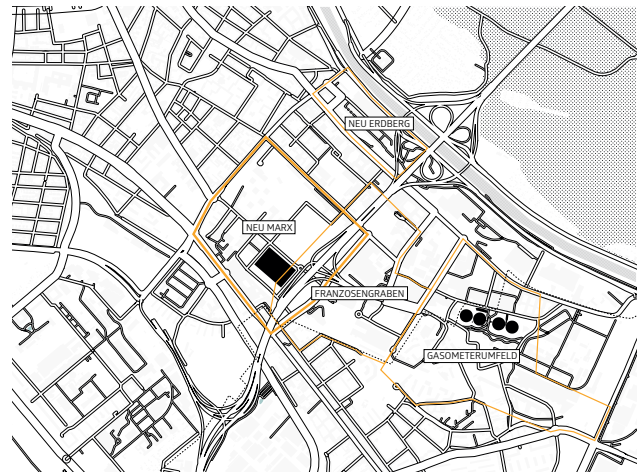 NEU ERDBERG
NEU MARX
FRANZOSENGRABEN
GASOMETERUMFELD